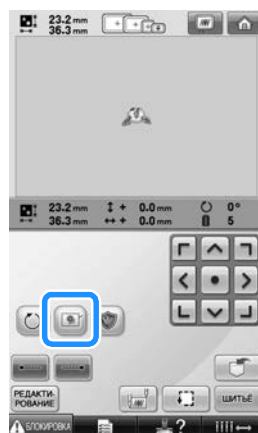 23.2 mm
36.3 mm
23.2 mm + 0.0 mm 0°
36.3 mm + 0.0 mm 5
РЕДАКТИ-
РОВАНИЕ
ШИТЬЁ
БЛОКИРОВКА ?